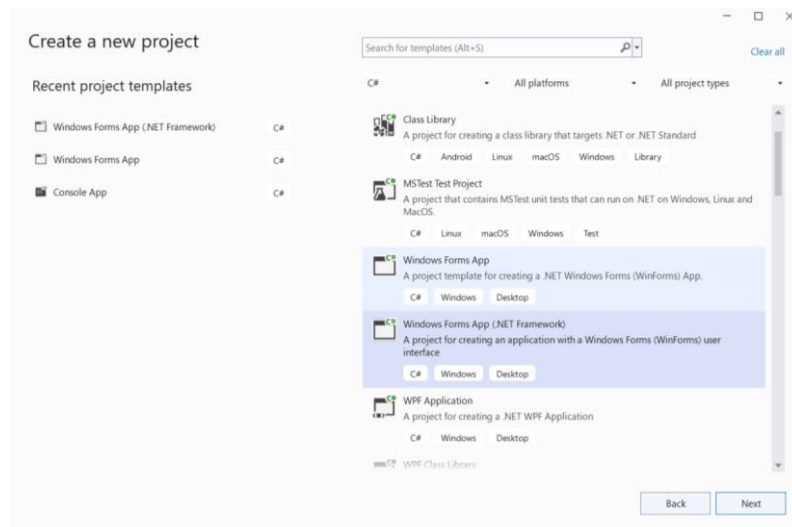 Create a new project
Search for templates (Alt+S)
Clear all
Recent project templates
C#
All platforms
All project types
Windows Forms App (.NET Framework)
C#
Windows Forms App
C#
Console App
C#
Class Library
A project for creating a class library that targets .NET or .NET Standard
C# Android Linux macOS Windows Library
MSTest Test Project
A project that contains MSTest unit tests that can run on .NET on Windows, Linux and
MacOS.
C# Linux macOS Windows Test
Windows Forms App
A project template for creating a .NET Windows Forms (WinForms) App.
C# Windows Desktop
Windows Forms App (.NET Framework)
A project for creating an application with a Windows Forms (WinForms) user
interface
C# Windows Desktop
WPF Application
A project for creating a .NET WPF Application
C# Windows Desktop
WPF Class Library
Back
Next